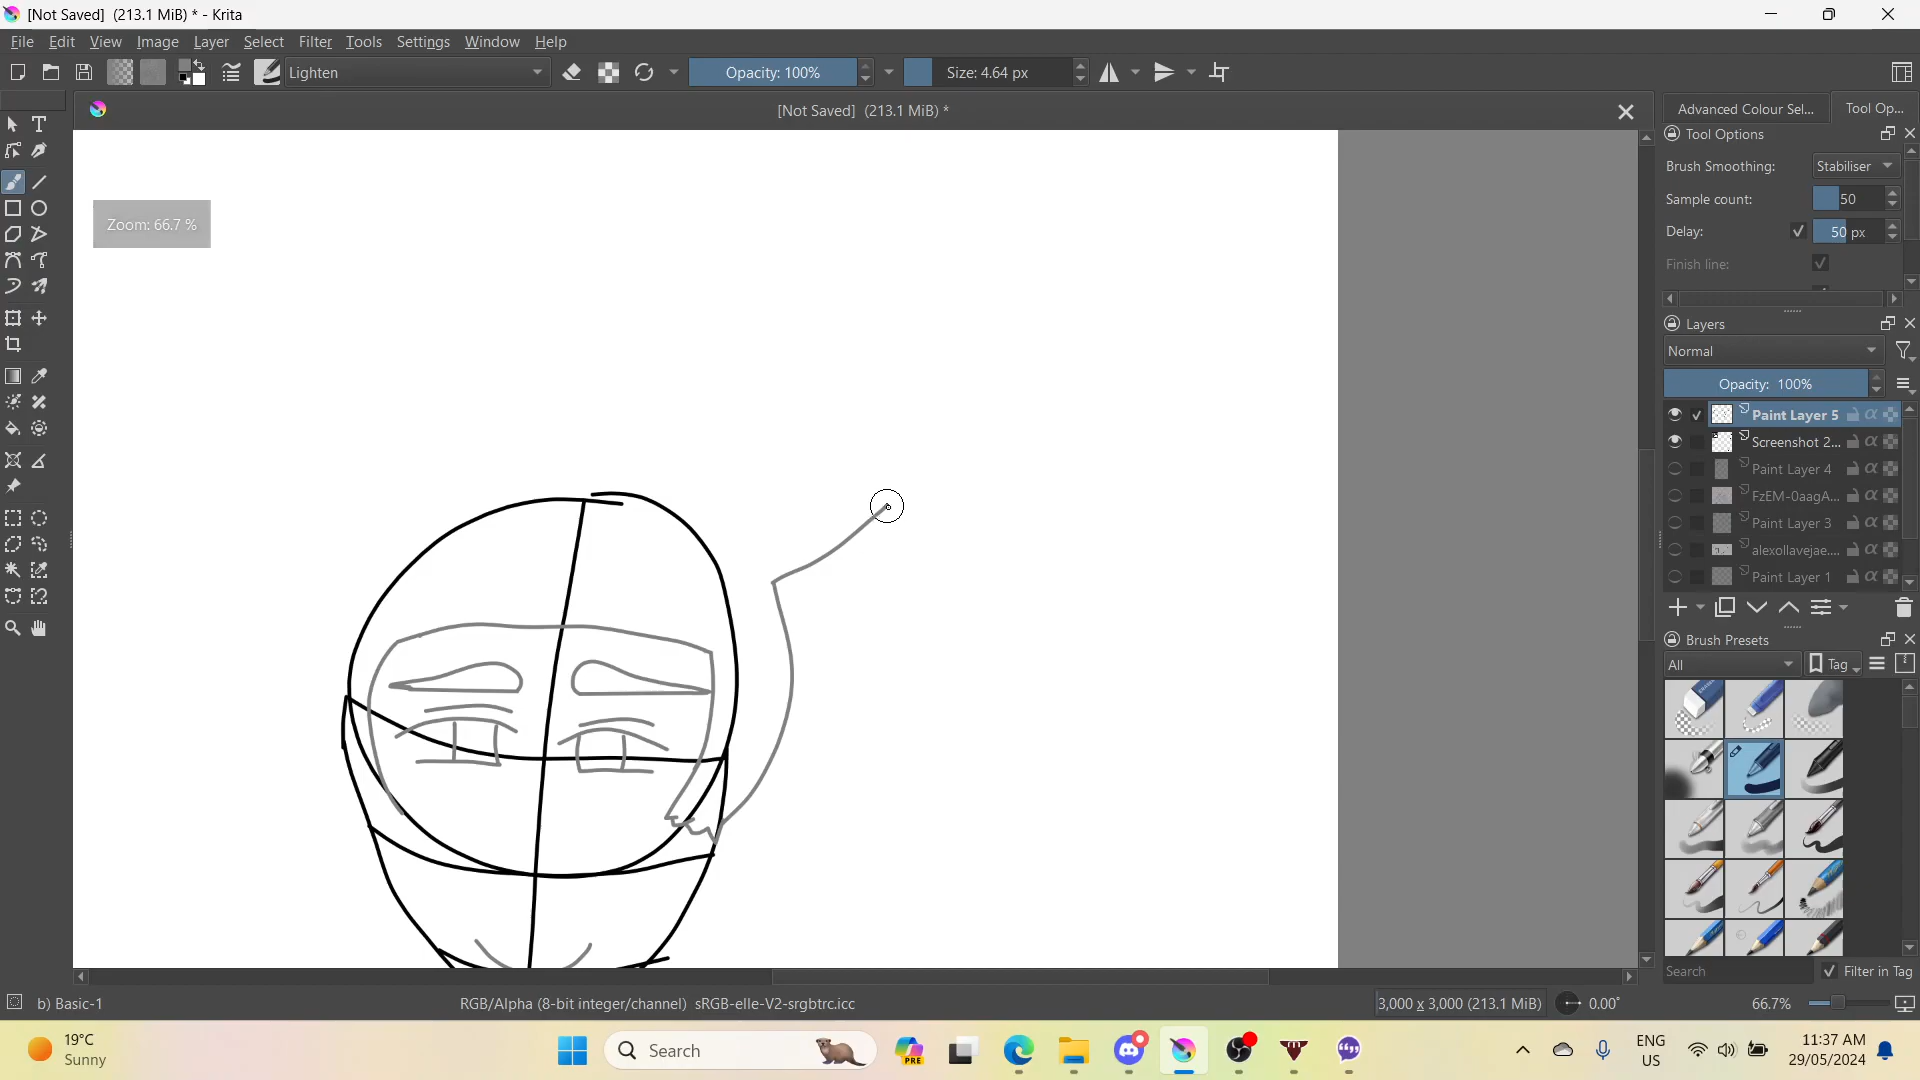 [Not Saved] (213.1 MiB) * - Krita
File Edit View Image Layer Select Filter Tools Settings Window Help
Lighten Opacity: 100% Size: 4.64 px
[Not Saved] (213.1 MiB) *
Zoom: 66.7 %
Advanced Colour Sel... Tool Op...
Tool Options
Brush Smoothing: Stabiliser
Sample count: 50
Delay: 50 px
Finish line:
Layers
Normal
Opacity: 100%
Paint Layer 5
Screenshot 2...
Paint Layer 4
FzEM-0aagA...
Paint Layer 3
alexollavejae....
Paint Layer 1
Brush Presets
All Tag
Search Filter in Tag
b) Basic-1 RGB/Alpha (8-bit integer/channel) sRGB-elle-V2-srgbtrc.icc 3,000 x 3,000 (213.1 MiB) 0.00° 66.7%
19°C
Sunny
Search
PRE
ENG
US
11:37 AM
29/05/2024